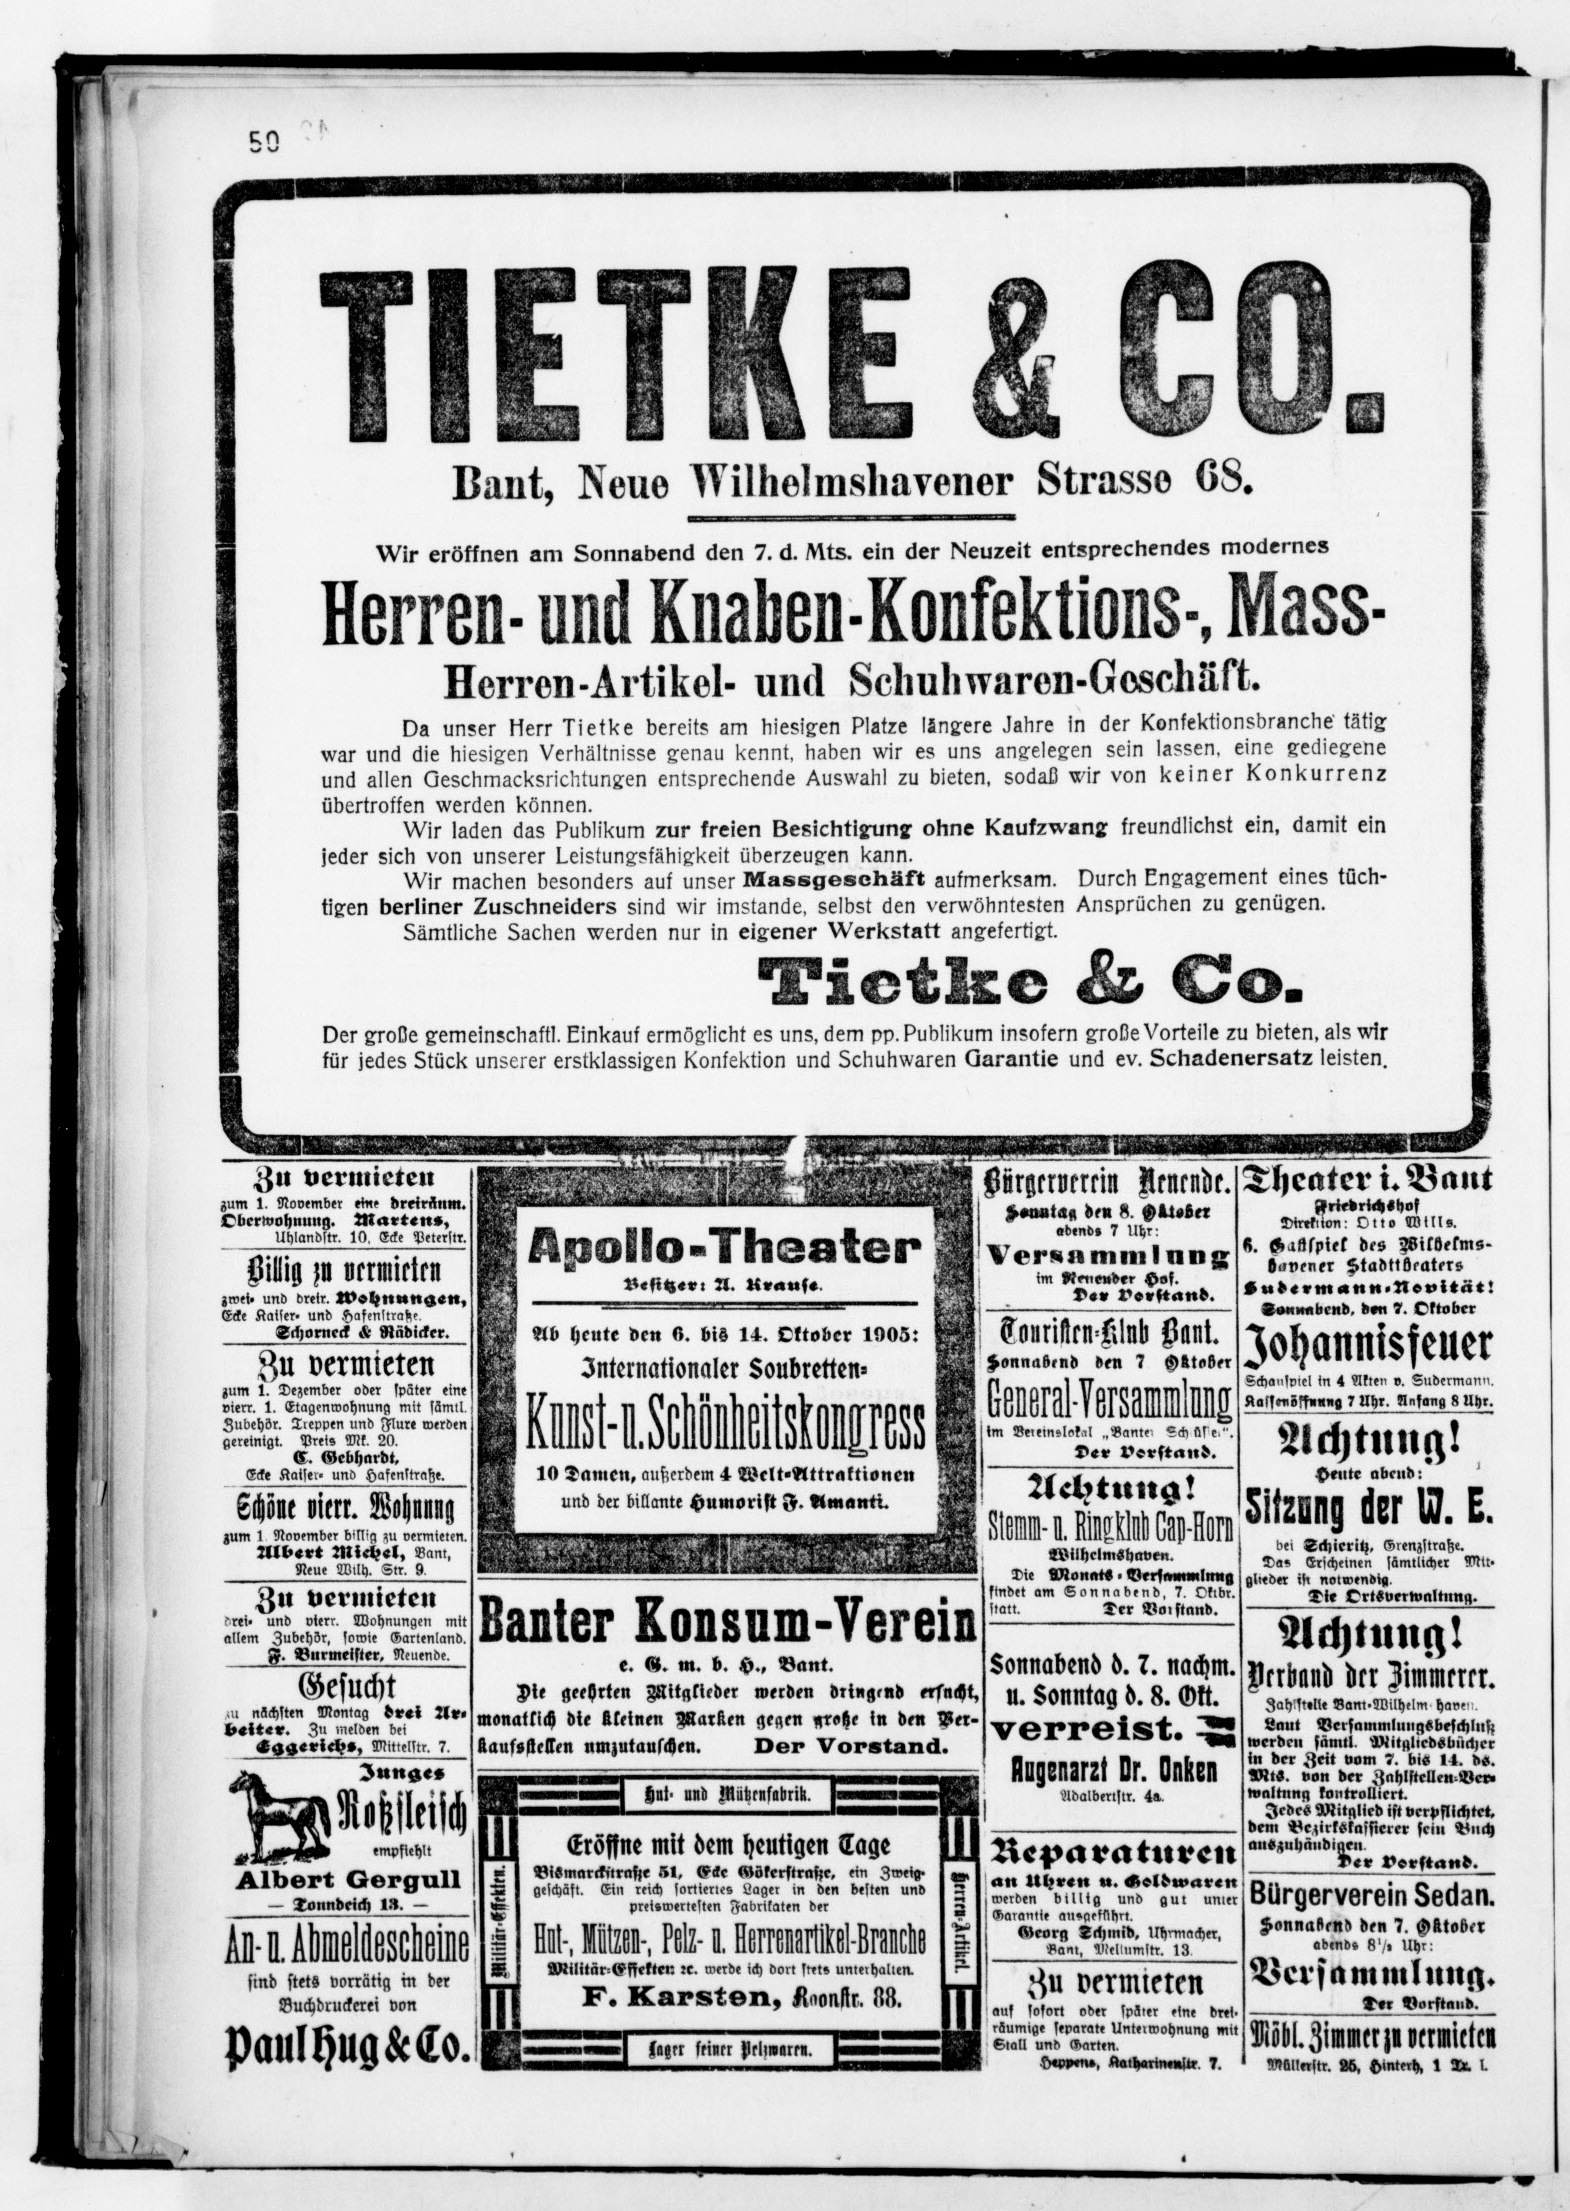 50
TIETKE & CO.
Bant, Neue Wilhelmshavener Strasse 68.
Wir eröffnen am Sonnabend den 7. d. Mts. ein der Neuzeit entsprechendes modernes
Herren- und Knaben-Konfektions-, Mass-
Herren-Artikel- und Schuhwaren-Geschäft.
Da unser Herr Tietke bereits am hiesigen Platze längere Jahre in der Konfektionsbranche tätig
war und die hiesigen Verhältnisse genau kennt, haben wir es uns angelegen sein lassen, eine gediegene
und allen Geschmacksrichtungen entsprechende Auswahl zu bieten, sodaß wir von keiner Konkurrenz
übertroffen werden können.
Wir laden das Publikum zur freien Besichtigung ohne Kaufzwang freundlichst ein, damit ein
jeder sich von unserer Leistungsfähigkeit überzeugen kann.
Wir machen besonders auf unser Massgeschäft aufmerksam. Durch Engagement eines tüch-
tigen berliner Zuschneiders sind wir imstande, selbst den verwöhntesten Ansprüchen zu genügen.
Sämtliche Sachen werden nur in eigener Werkstatt angefertigt.
Tietke & Co.
Der große gemeinschaftl. Einkauf ermöglicht es uns, dem pp. Publikum insofern große Vorteile zu bieten, als wir
für jedes Stück unserer erstklassigen Konfektion und Schuhwaren Garantie und ev. Schadenersatz leisten.
Zu vermieten
zum 1. November eine dreiräum.
Oberwohnung. Martens,
Uhlandstr. 10, Ecke Peterstr.
Billig zu vermieten
zwei- und dreir. Wohnungen,
Ecke Kaiser- und Hafenstraße.
Schorneck & Rädicker.
Zu vermieten
zum 1. Dezember oder später eine
vierr. 1. Etagenwohnung mit sämtl.
Zubehör. Treppen und Flure werden
gereinigt. Preis Mk. 20.
C. Gebhardt,
Ecke Kaiser- und Hafenstraße.
Schöne vierr. Wohnung
zum 1. November billig zu vermieten.
Albert Michel, Bant,
Neue Wilh. Str. 9.
Zu vermieten
drei- und vierr. Wohnungen mit
allem Zubehör, sowie Gartenland.
F. Burmeister, Neuende.
Gesucht
zu nächsten Montag drei Ar-
beiter. Zu melden bei
Eggerichs, Mittelstr. 7.
Junges
Roßfleisch
empfiehlt
Albert Gergull
— Tonndeich 13. —
An- u. Abmeldescheine
sind stets vorrätig in der
Buchdruckerei von
Paul Hug & Co.
Apollo-Theater
Besitzer: A. Krause.
Ab heute den 6. bis 14. Oktober 1905:
Internationaler Soubretten-
Kunst- u. Schönheitskongress
10 Damen, außerdem 4 Welt-Attraktionen
und der billante Humorist F. Amanti.
Banter Konsum-Verein
e. G. m. b. H., Bant.
Die geehrten Mitglieder werden dringend ersucht,
monatlich die kleinen Marken gegen große in den Ver-
kaufsstellen umzutauschen. Der Vorstand.
Hut- und Mützenfabrik.
Militär-Effekten.
Herren-Artikel.
Eröffne mit dem heutigen Tage
Bismarckstraße 51, Ecke Gökerstraße, ein Zweig-
geschäft. Ein reich sortiertes Lager in den besten und
preiswertesten Fabrikaten der
Hut-, Mützen-, Pelz- u. Herrenartikel-Branche
Militär-Effekten ꝛc. werde ich dort stets unterhalten.
F. Karsten, Roonstr. 88.
Lager feiner Pelzwaren.
Bürgerverein Neuende.
Sonntag den 8. Oktober
abends 7 Uhr:
Versammlung
im Neuender Hof.
Der Vorstand.
Touristen-Klub Bant.
Sonnabend den 7 Oktober
General-Versammlung
im Vereinslokal „Banter Schlüssel“.
Der Vorstand.
Achtung!
Stemm- u. Ringklub Cap-Horn
Wilhelmshaven.
Die Monats-Versammlung
findet am Sonnabend, 7. Oktbr.
statt. Der Vorstand.
Sonnabend d. 7. nachm.
u. Sonntag d. 8. Okt.
verreist.
Augenarzt Dr. Onken
Adalbertstr. 4a.
Reparaturen
an Uhren u. Goldwaren
werden billig und gut unter
Garantie ausgeführt.
Georg Schmid, Uhrmacher,
Bant, Mellumstr. 13.
Zu vermieten
auf sofort oder später eine drei-
räumige separate Unterwohnung mit
Stall und Garten.
Heppens, Katharinenstr. 7.
Theater i. Bant
Friedrichshof
Direktion: Otto Wills.
6. Gastspiel des Wilhelms-
havener Stadttheaters
Sudermann-Novität!
Sonnabend, den 7. Oktober
Johannisfeuer
Schauspiel in 4 Akten v. Sudermann.
Kassenöffnung 7 Uhr. Anfang 8 Uhr.
Achtung!
Heute abend:
Sitzung der W. E.
bei Schieritz, Grenzstraße.
Das Erscheinen sämtlicher Mit-
glieder ist notwendig.
Die Ortsverwaltung.
Achtung!
Verband der Zimmerer.
Zahlstelle Bant-Wilhelmshaven.
Laut Versammlungsbeschluß
werden sämtl. Mitgliedsbücher
in der Zeit vom 7. bis 14. ds.
Mts. von der Zahlstellen-Ver-
waltung kontrolliert.
Jedes Mitglied ist verpflichtet,
dem Bezirkskassierer sein Buch
auszuhändigen.
Der Vorstand.
Bürgerverein Sedan.
Sonnabend den 7. Oktober
abends 8½ Uhr:
Versammlung.
Der Vorstand.
Möbl. Zimmer zu vermieten
Müllerstr. 25, Hinterh, 1 Tr. l.